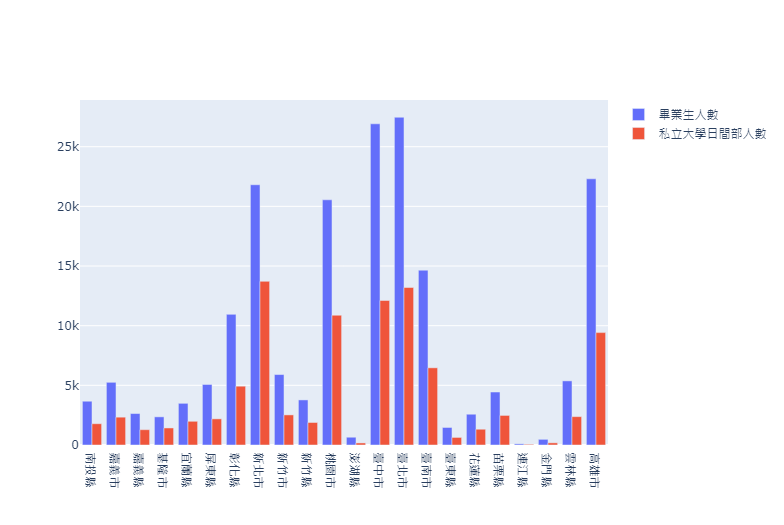 畢業生人數
私立大學日間部人數
25k
20k
15k
10k
5k
0
南投縣
嘉義市
嘉義縣
基隆市
宜蘭縣
屏東縣
彰化縣
新北市
新竹市
新竹縣
桃園市
澎湖縣
臺中市
臺北市
臺南市
臺東縣
花蓮縣
苗栗縣
連江縣
金門縣
雲林縣
高雄市